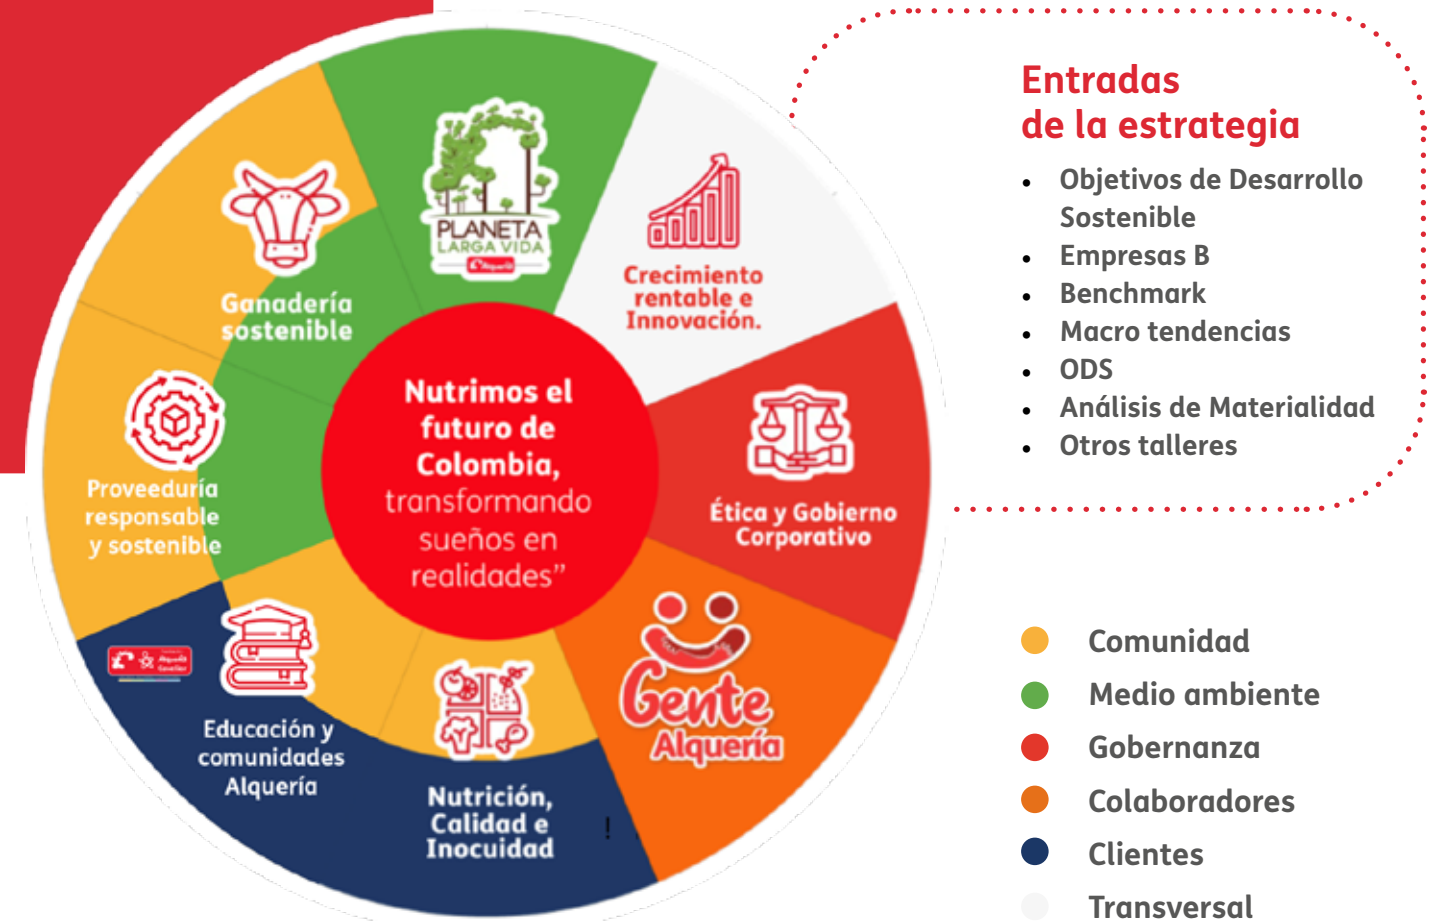 PLANETA
LARGA VIDA
Alquería
Crecimiento
rentable e
Innovación.
Ganadería
sostenible
Proveeduría
responsable
y sostenible
Nutrimos el
futuro de
Colombia,
transformando
sueños en
realidades”
Ética y Gobierno
Corporativo
Gente
Alquería
Educación y
comunidades
Alquería
Nutrición,
Calidad e
Inocuidad
!
Entradas
de la estrategia
• Objetivos de Desarrollo
Sostenible
• Empresas B
• Benchmark
• Macro tendencias
• ODS
• Análisis de Materialidad
• Otros talleres
Comunidad
Medio ambiente
Gobernanza
Colaboradores
Clientes
Transversal